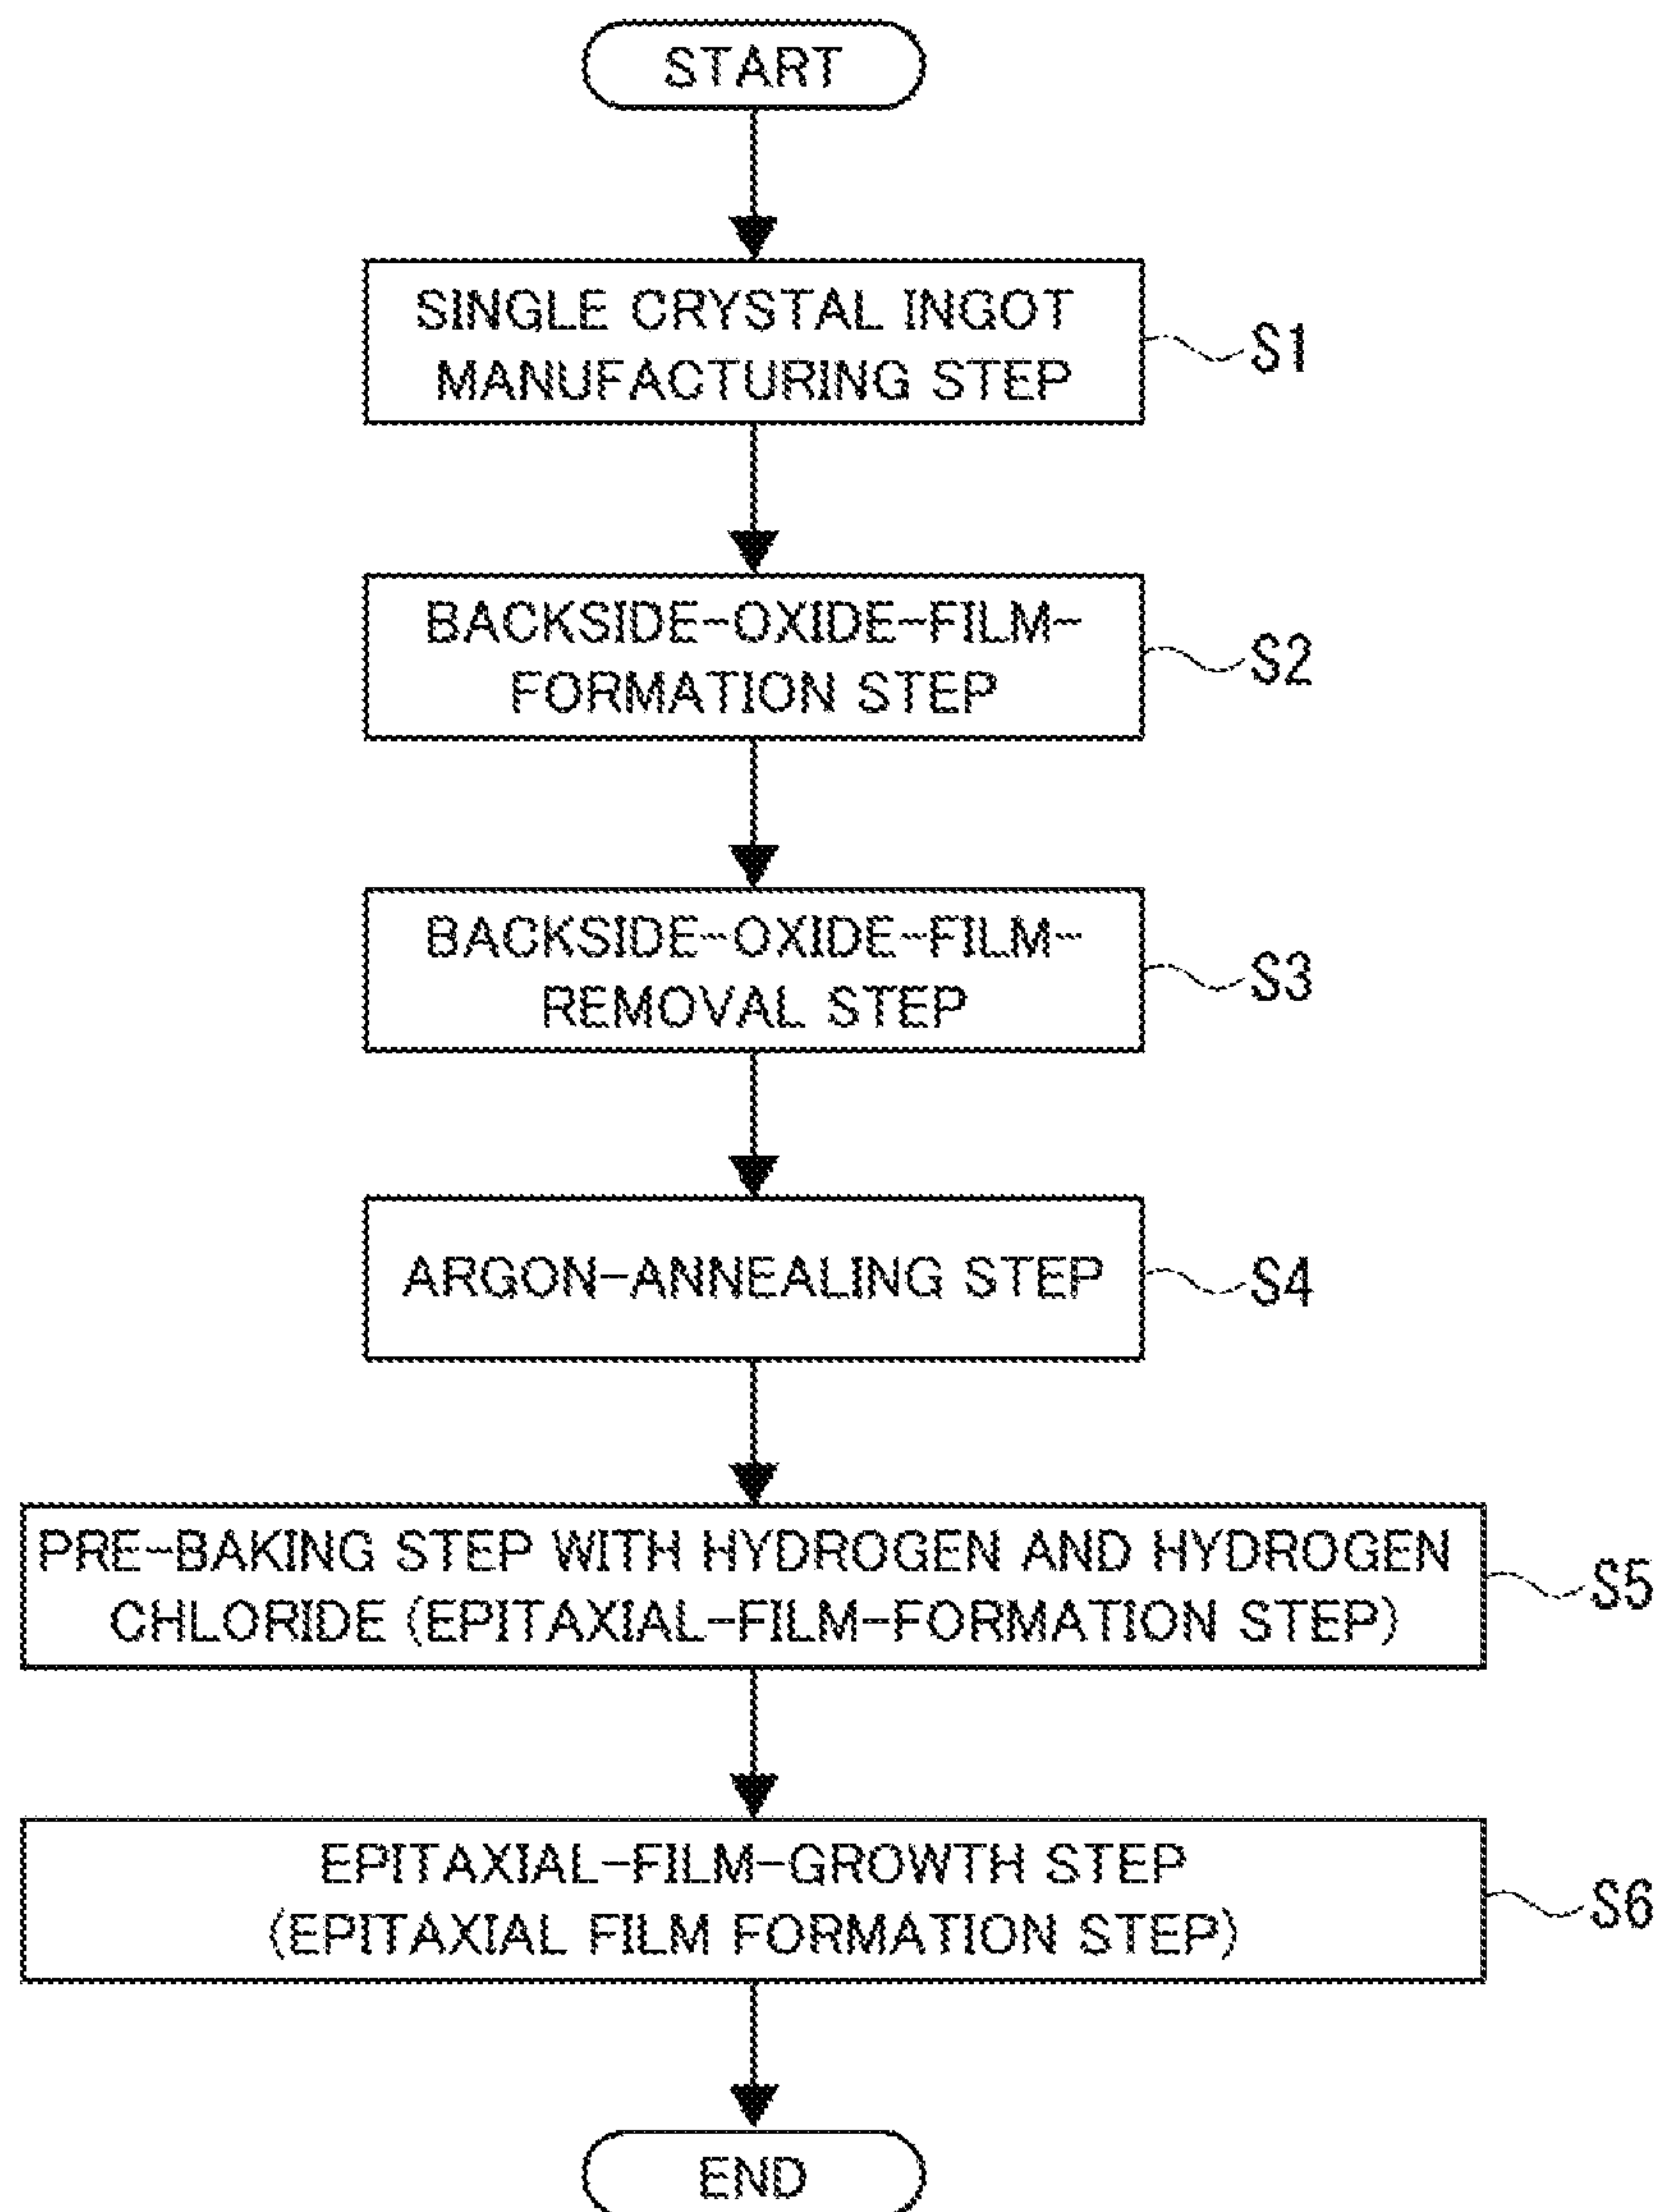 START
SINGLE CRYSTAL INGOT
MANUFACTURING STEP
S1
BACKSIDE-OXIDE-FILM-
FORMATION STEP
S2
BACKSIDE-OXIDE-FILM-
REMOVAL STEP
S3
ARGON-ANNEALING STEP
S4
PRE-BAKING STEP WITH HYDROGEN AND HYDROGEN
CHLORIDE (EPITAXIAL-FILM-FORMATION STEP)
S5
EPITAXIAL-FILM-GROWTH STEP
(EPITAXIAL FILM FORMATION STEP)
S6
END